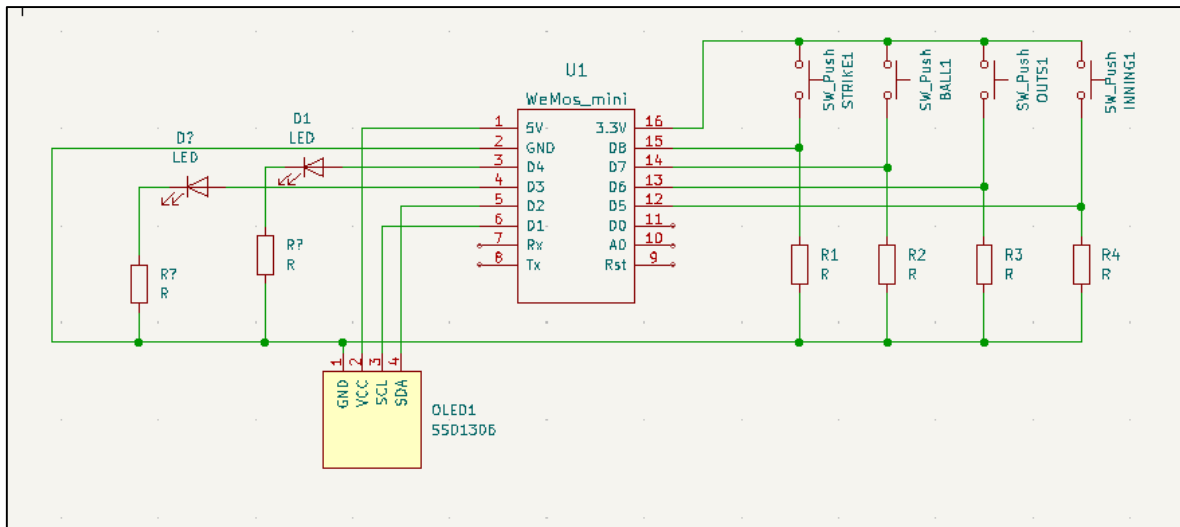 U1
WeMos_mini
1
5V
3.3V
16
2
GND
D8
15
3
D4
D7
14
4
D3
D6
13
5
D2
D5
12
6
D1
D0
11
7
Rx
A0
10
8
Tx
Rst
9
D1
LED
D?
LED
R?
R
R?
R
SW_Push
STRIKE1
SW_Push
BALL1
SW_Push
OUTS1
SW_Push
INNING1
R1
R
R2
R
R3
R
R4
R
1
2
3
4
GND
VCC
SCL
SDA
OLED1
SSD1306